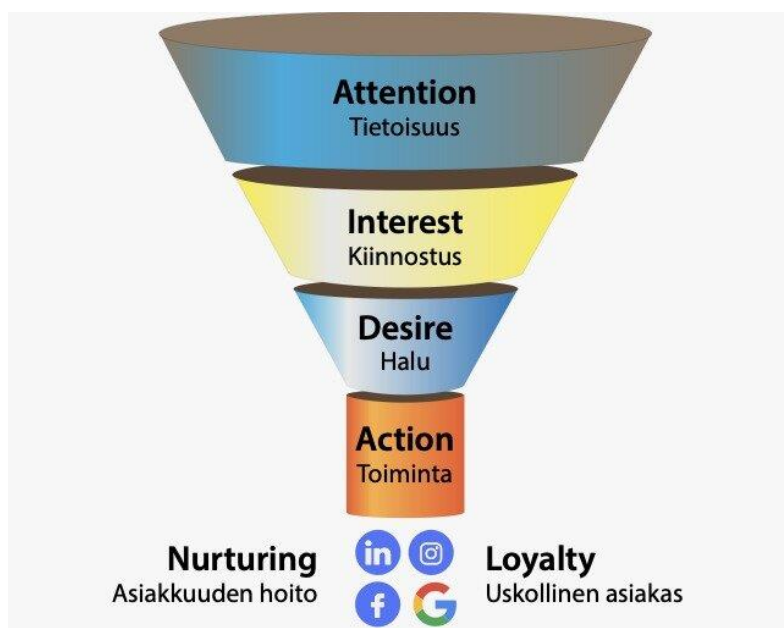 Attention
Tietoisuus
Interest
Kiinnostus
Desire
Halu
Action
Toiminta
Nurturing
Asiakkuuden hoito
in
f
G
Loyalty
Uskollinen asiakas